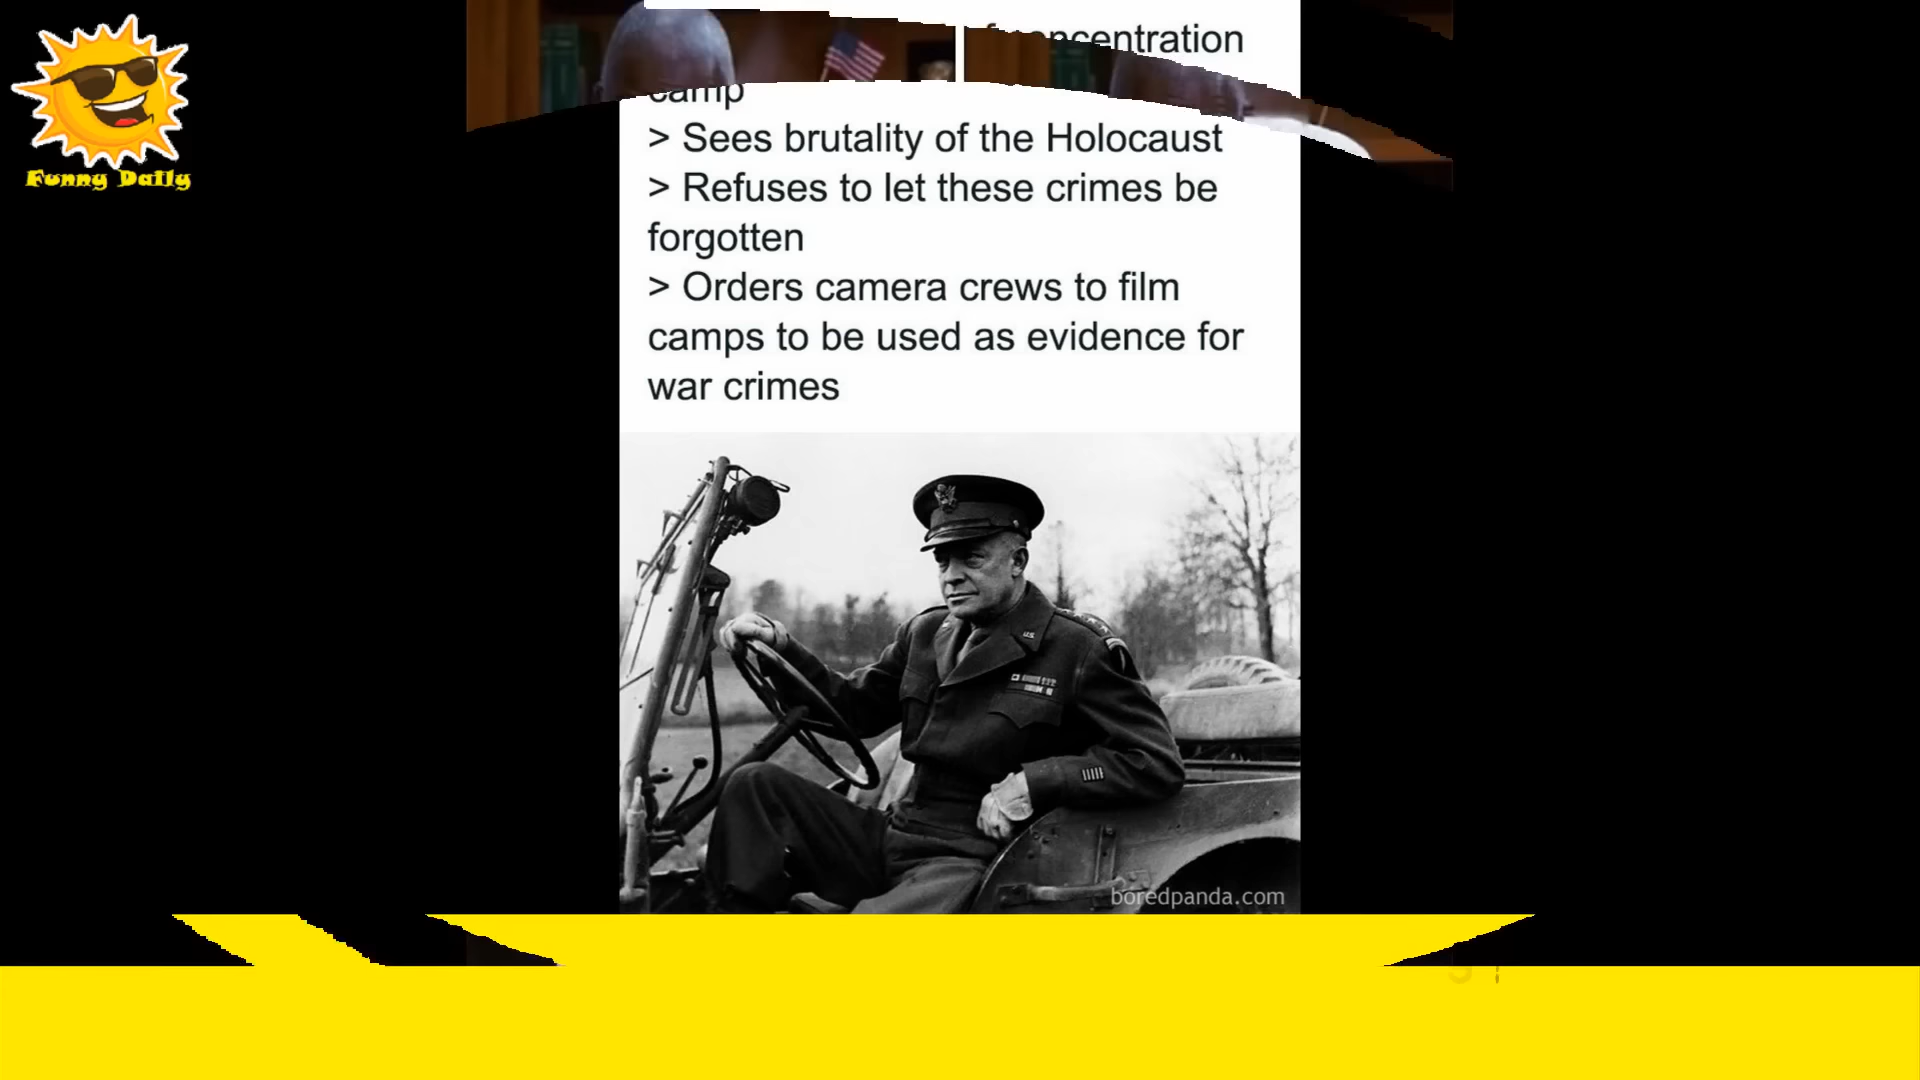 Funny Daily
concentration
camp
> Sees brutality of the Holocaust
> Refuses to let these crimes be
forgotten
> Orders camera crews to film
camps to be used as evidence for
war crimes
U.S.
boredpanda.com